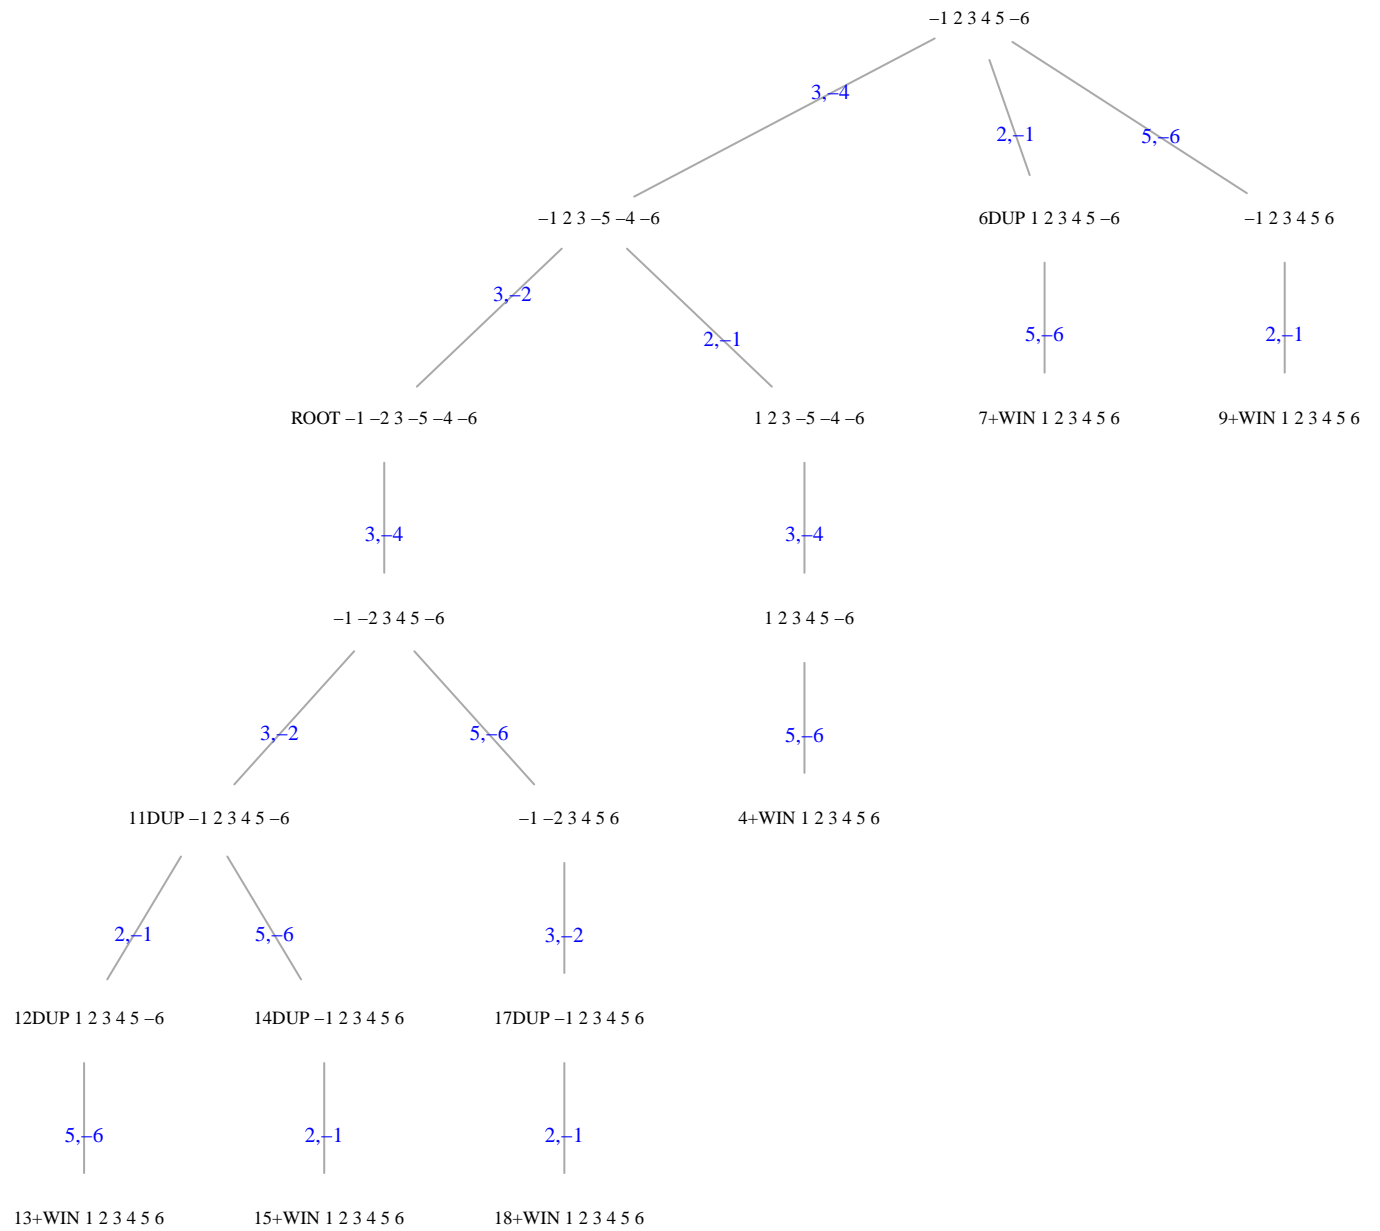 –1 2 3 4 5 –6
3,–4
2,–1
5,–6
–1 2 3 –5 –4 –6
6DUP 1 2 3 4 5 –6
–1 2 3 4 5 6
3,–2
2,–1
5,–6
2,–1
ROOT –1 –2 3 –5 –4 –6
1 2 3 –5 –4 –6
7+WIN 1 2 3 4 5 6
9+WIN 1 2 3 4 5 6
3,–4
3,–4
–1 –2 3 4 5 –6
1 2 3 4 5 –6
3,–2
5,–6
5,–6
11DUP –1 2 3 4 5 –6
–1 –2 3 4 5 6
4+WIN 1 2 3 4 5 6
2,–1
5,–6
3,–2
12DUP 1 2 3 4 5 –6
14DUP –1 2 3 4 5 6
17DUP –1 2 3 4 5 6
5,–6
2,–1
2,–1
13+WIN 1 2 3 4 5 6
15+WIN 1 2 3 4 5 6
18+WIN 1 2 3 4 5 6